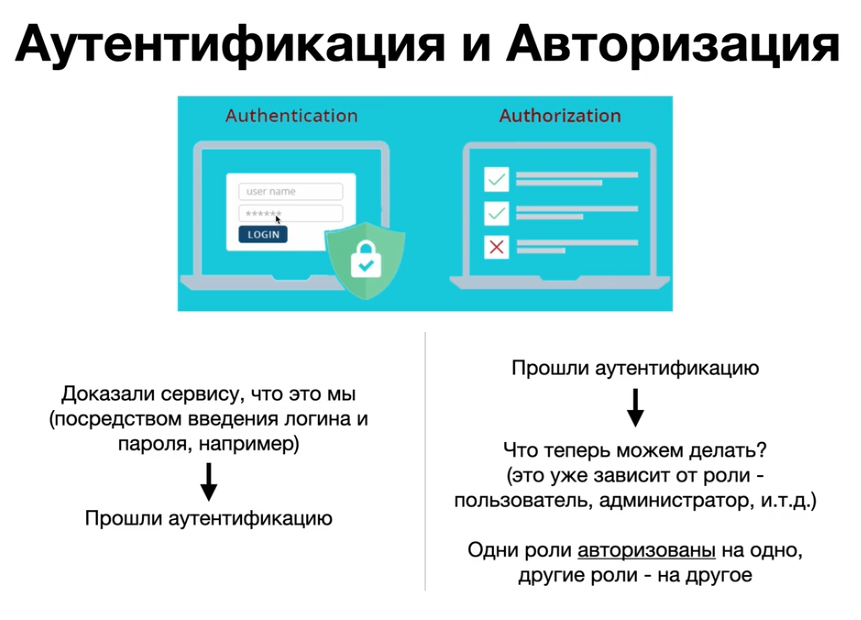 Аутентификация и Авторизация
Authentication
user name
******
LOGIN
Authorization
Доказали сервису, что это мы
(посредством введения логина и
пароля, например)
Прошли аутентификацию
Прошли аутентификацию
Что теперь можем делать?
(это уже зависит от роли -
пользователь, администратор, и.т.д.)
Одни роли авторизованы на одно,
другие роли - на другое